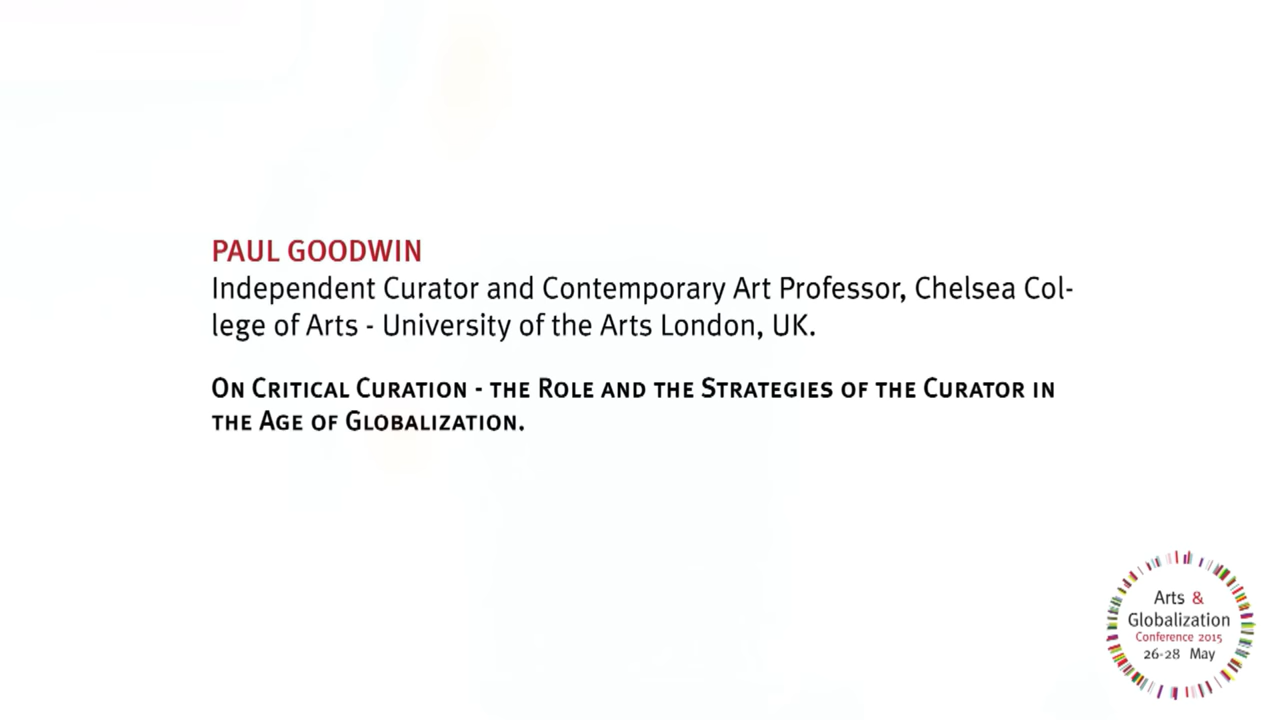 PAUL GOODWIN
Independent Curator and Contemporary Art Professor, Chelsea Col-
lege of Arts - University of the Arts London, UK.
On Critical Curation - the Role and the Strategies of the Curator in
the Age of Globalization.
Arts &
Globalization
Conference 2015
26-28 May